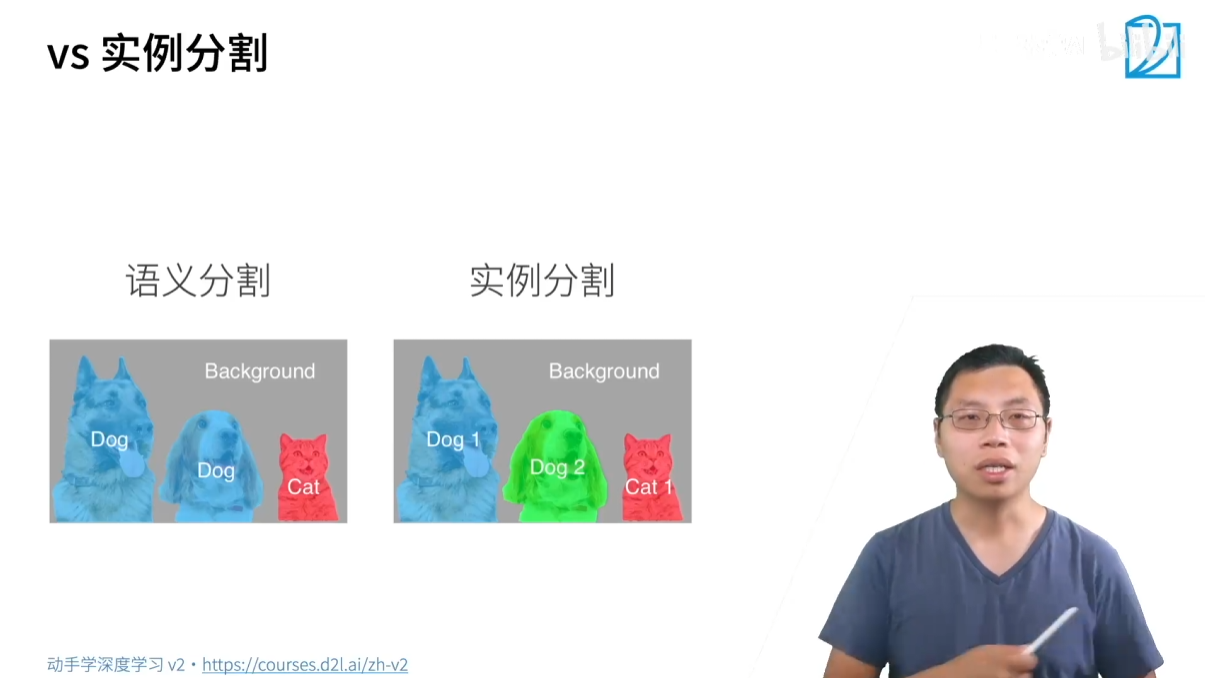 vs 实例分割
语义分割
实例分割
Background
Dog
Dog
Cat
Background
Dog 1
Dog 2
Cat 1
动手学深度学习 v2 · https://courses.d2l.ai/zh-v2